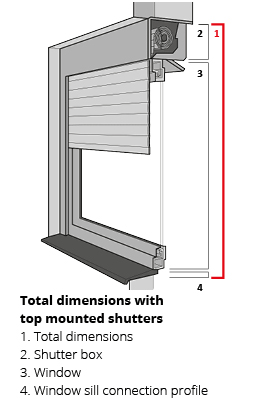 2
1
3
4
Total dimensions with
top mounted shutters
1. Total dimensions
2. Shutter box
3. Window
4. Window sill connection profile